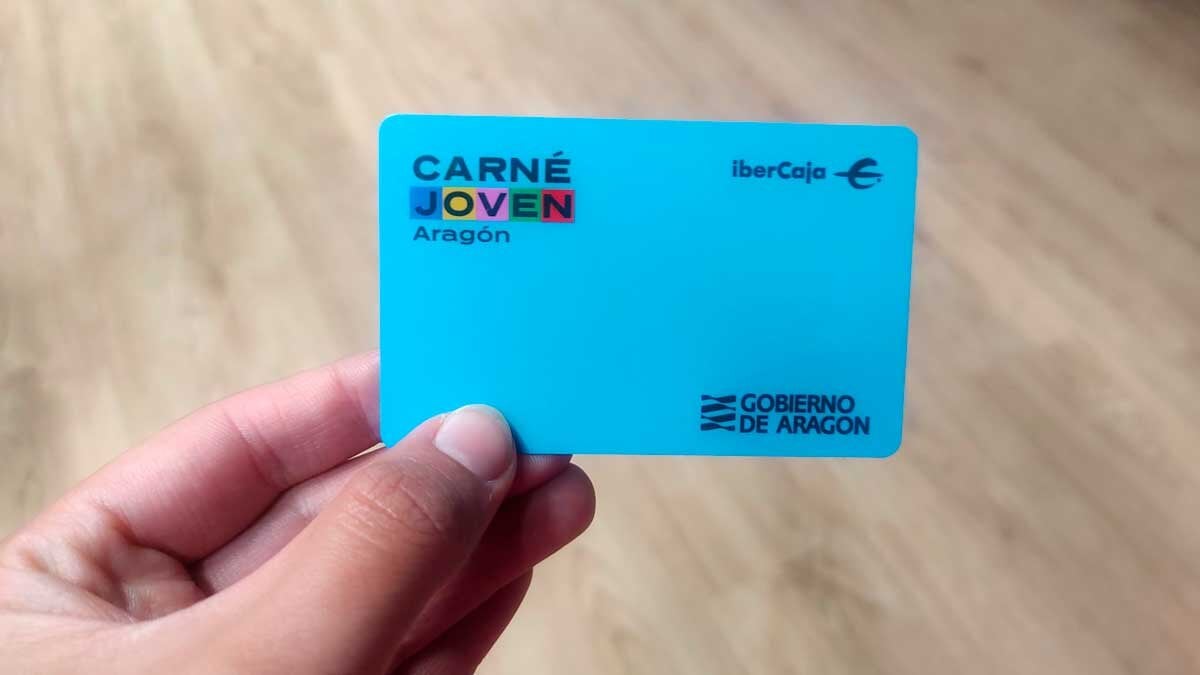 CARNÉ
JOVEN
Aragón
iberCaja
GOBIERNO
DE ARAGON